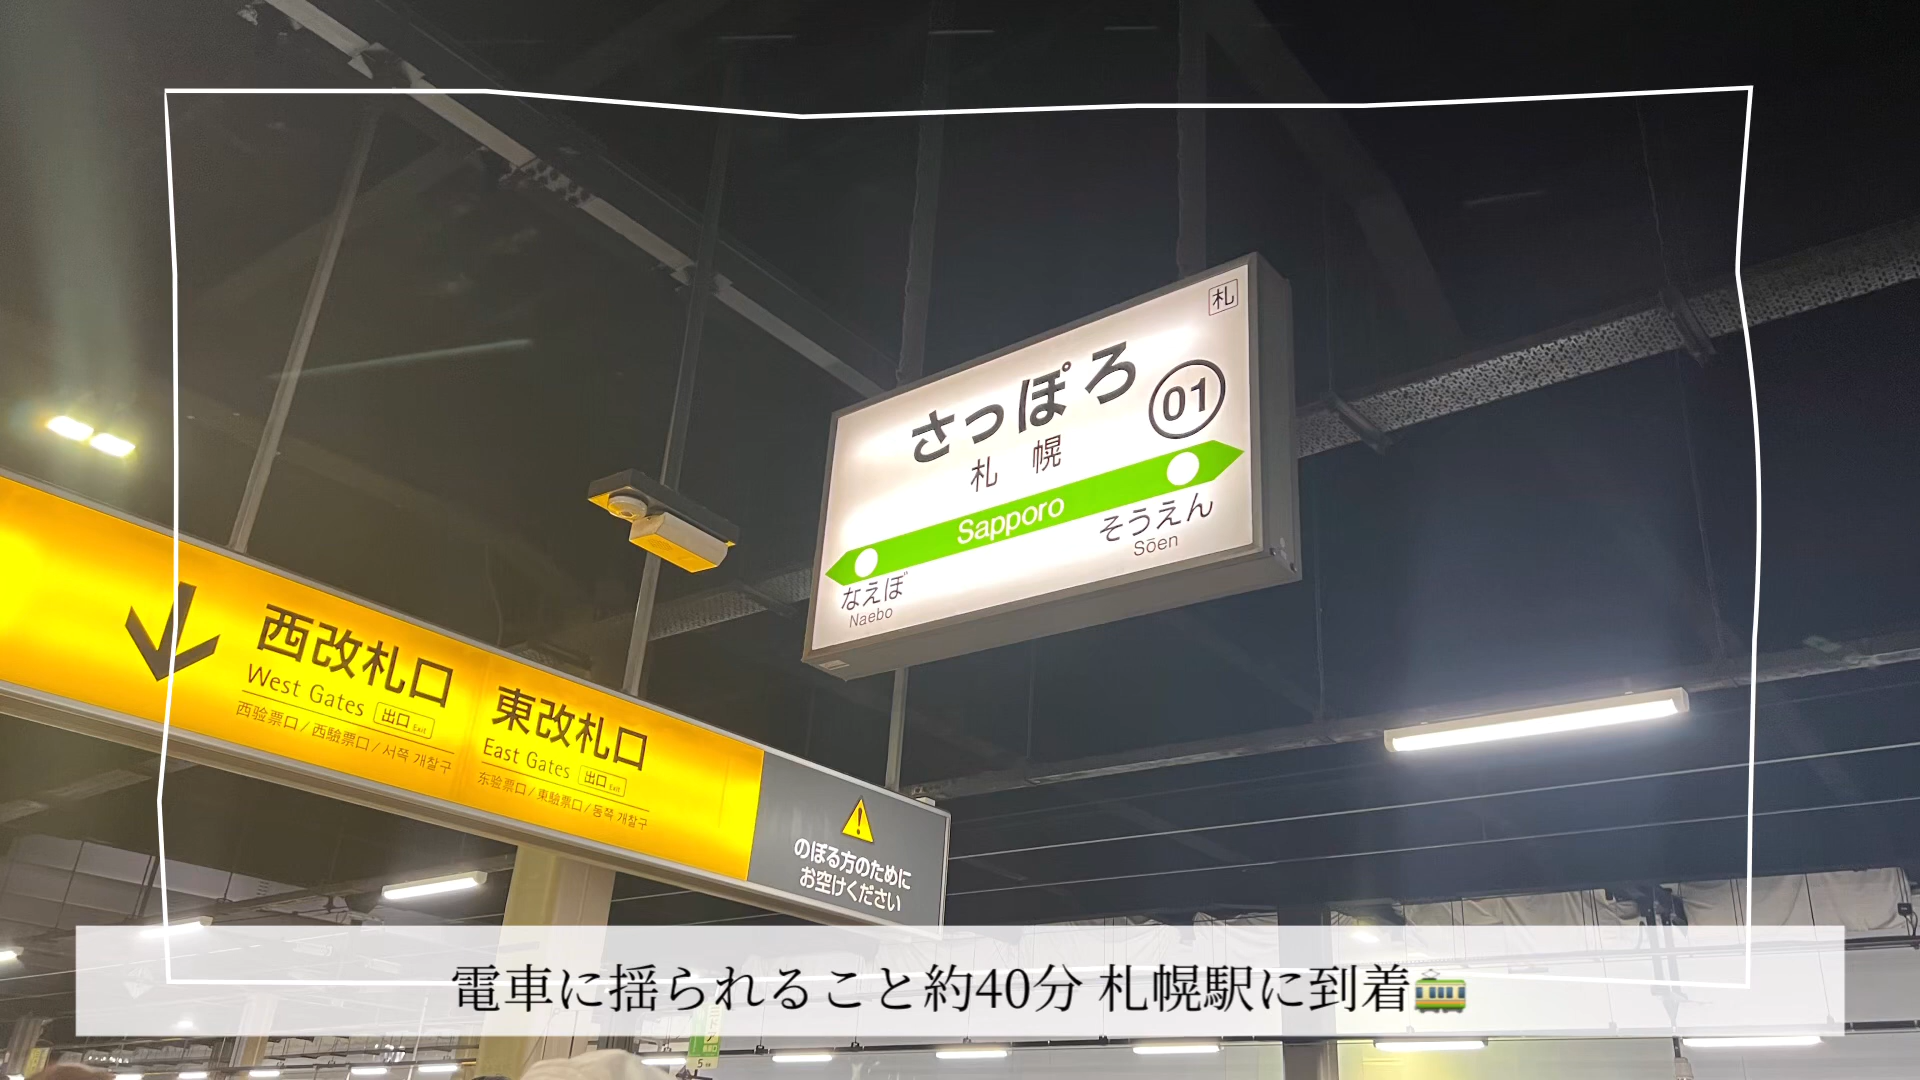 札
さっぽろ
01
札幌
Sapporo
そうえん
Sōen
なえぼ
Naebo
西改札口
West Gates 出口 Exit
西验票口/西驗票口/서쪽 개찰구
東改札口
East Gates 出口 Exit
东验票口/東驗票口/동쪽 개찰구
のぼる方のために
お空けください
電車に揺られること約40分 札幌駅に到着🚋
5